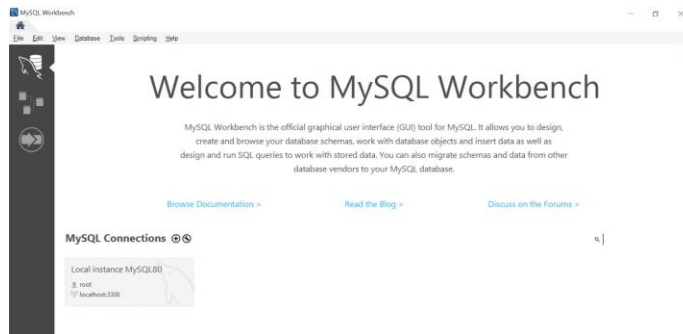 MySQL Workbench
File Edit View Database Tools Scripting Help
Welcome to MySQL Workbench
MySQL Workbench is the official graphical user interface (GUI) tool for MySQL. It allows you to design,
create and browse your database schemas, work with database objects and insert data as well as
design and run SQL queries to work with stored data. You can also migrate schemas and data from other
database vendors to your MySQL database.
Browse Documentation > Read the Blog > Discuss on the Forums >
MySQL Connections
Local instance MySQL80
root
localhost:3306